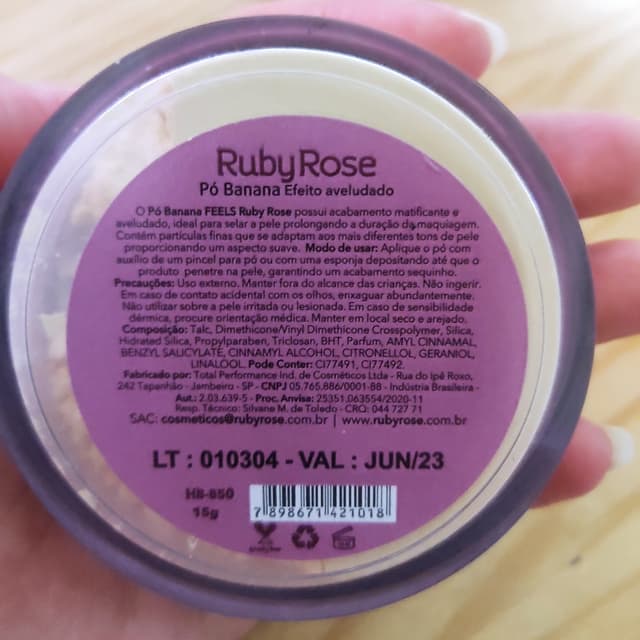 RubyRose
Pó Banana Efeito aveludado
O Pó Banana FEELS Ruby Rose possui acabamento matificante e
aveludado, ideal para selar a pele prolongando a duração da maquiagem.
Contém partículas finas que se adaptam aos mais diferentes tons de pele
proporcionando um aspecto suave. Modo de usar: Aplique o pó com
auxílio de um pincel para pó ou com uma esponja depositando até que o
produto penetre na pele, garantindo um acabamento sequinho.
Precauções: Uso externo. Manter fora do alcance das crianças. Não ingerir.
Em caso de contato acidental com os olhos, enxaguar abundantemente.
Não utilizar sobre a pele irritada ou lesionada. Em caso de sensibilidade
dérmica, procure orientação médica. Manter em local seco e arejado.
Composição: Talc, Dimethicone/Vinyl Dimethicone Crosspolymer, Silica,
Hidrated Silica, Propylparaben, Triclosan, BHT, Parfum, AMYL CINNAMAL,
BENZYL SALICYLATE, CINNAMYL ALCOHOL, CITRONELLOL, GERANIOL,
LINALOOL. Pode Conter: CI77491, CI77492.
Fabricado por: Total Performance Ind. de Cosméticos Ltda - Rua do Ipê Roxo,
242 Tapanhão - Jambeiro - SP - CNPJ 05.765.886/0001-88 - Indústria Brasileira -
Aut.: 2.03.639-5 - Proc. Anvisa: 25351.063554/2020-11
Resp. Técnico: Silvane M. de Toledo - CRQ: 044 727 71
SAC: cosmeticos@rubyrose.com.br | www.rubyrose.com.br
LT : 010304 - VAL : JUN/23
HB-850
15g
7 898671 421018